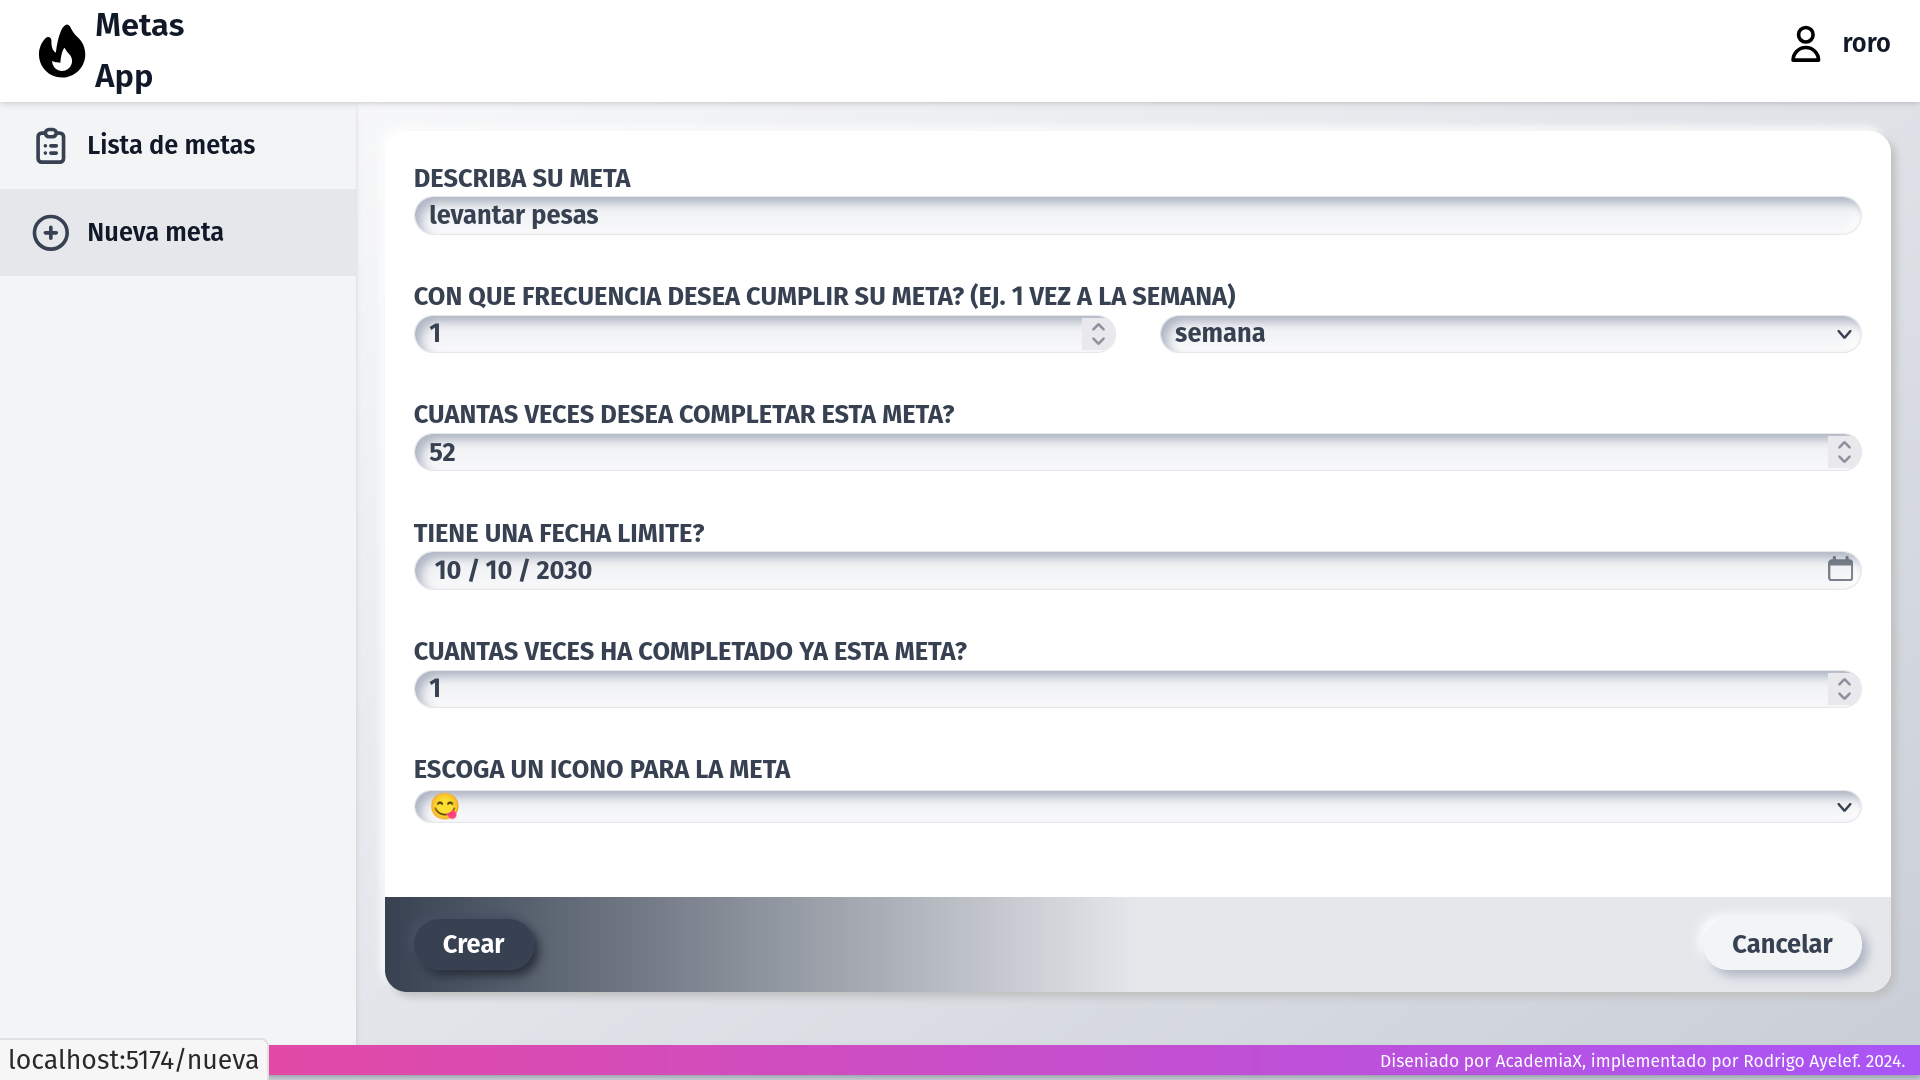 Metas
App
roro
Lista de metas
Nueva meta
DESCRIBA SU META
levantar pesas
CON QUE FRECUENCIA DESEA CUMPLIR SU META? (EJ. 1 VEZ A LA SEMANA)
1
semana
CUANTAS VECES DESEA COMPLETAR ESTA META?
52
TIENE UNA FECHA LIMITE?
10 / 10 / 2030
CUANTAS VECES HA COMPLETADO YA ESTA META?
1
ESCOGA UN ICONO PARA LA META
😋
Crear
Cancelar
localhost:5174/nueva
Diseniado por AcademiaX, implementado por Rodrigo Ayelef. 2024.